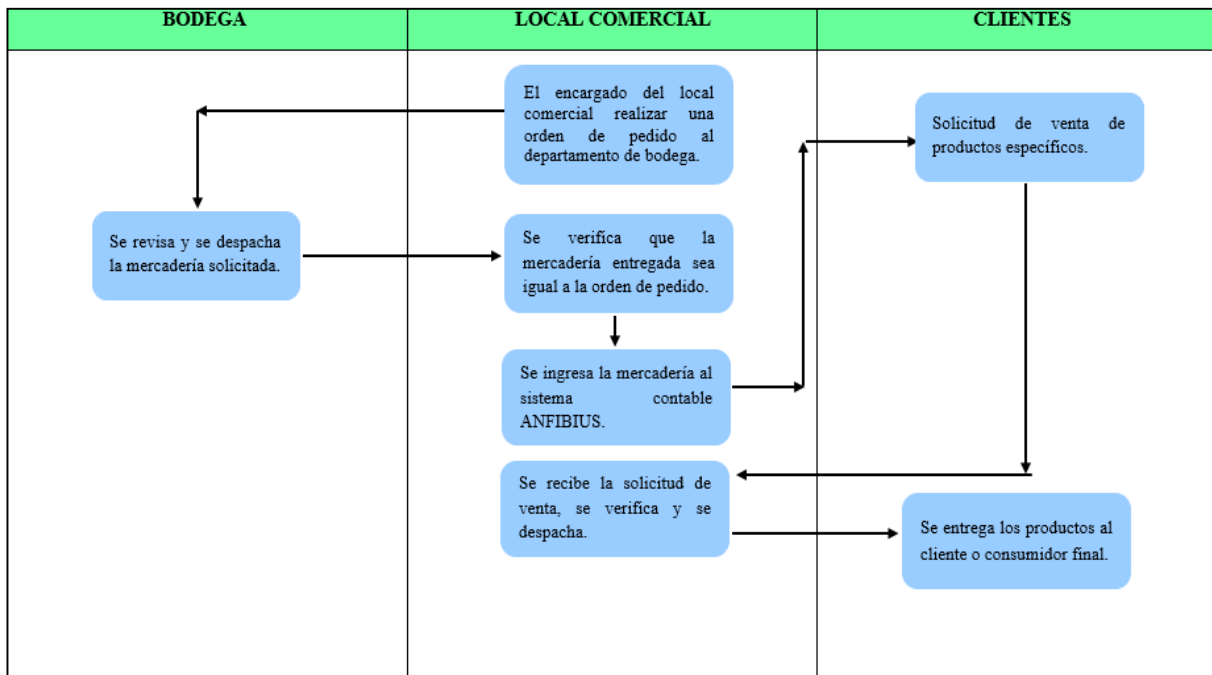 BODEGA
LOCAL COMERCIAL
CLIENTES
El encargado del local
comercial realizar una
orden de pedido al
departamento de bodega.
Solicitud de venta de
productos específicos.
Se revisa y se despacha
la mercadería solicitada.
Se verifica que la
mercadería entregada sea
igual a la orden de pedido.
Se ingresa la mercadería al
sistema contable
ANFIBIUS.
Se recibe la solicitud de
venta, se verifica y se
despacha.
Se entrega los productos al
cliente o consumidor final.